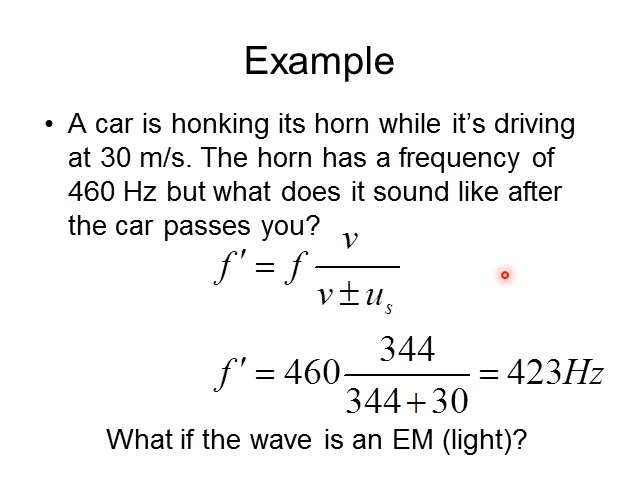 Example
• A car is honking its horn while it’s driving
at 30 m/s. The horn has a frequency of
460 Hz but what does it sound like after
the car passes you?
f′ = f v / (v ± u_s)
f′ = 460 344 / (344 + 30) = 423Hz
What if the wave is an EM (light)?